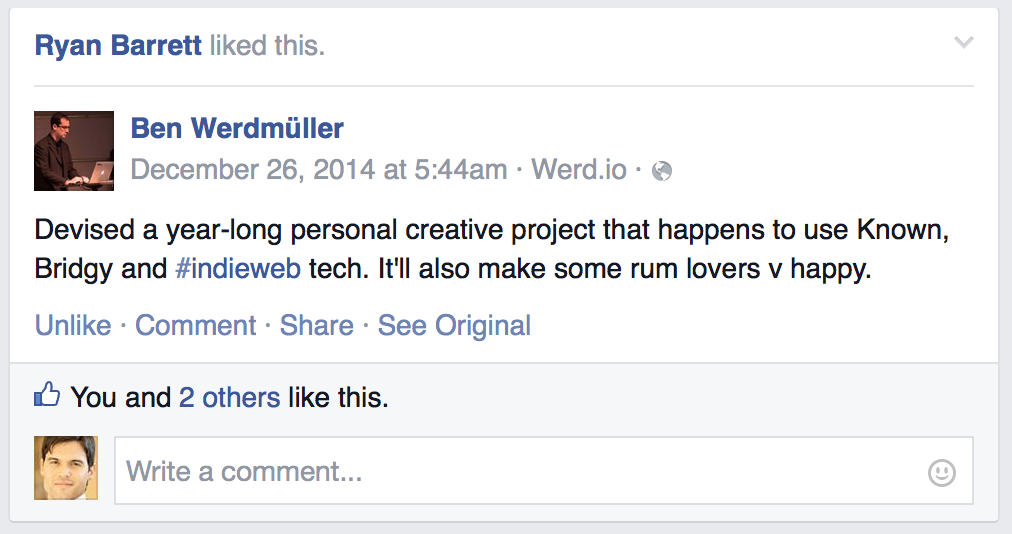 Ryan Barrett liked this.
Ben Werdmüller
December 26, 2014 at 5:44am · Werd.io ·
Devised a year-long personal creative project that happens to use Known,
Bridgy and #indieweb tech. It'll also make some rum lovers v happy.
Unlike · Comment · Share · See Original
You and 2 others like this.
Write a comment...